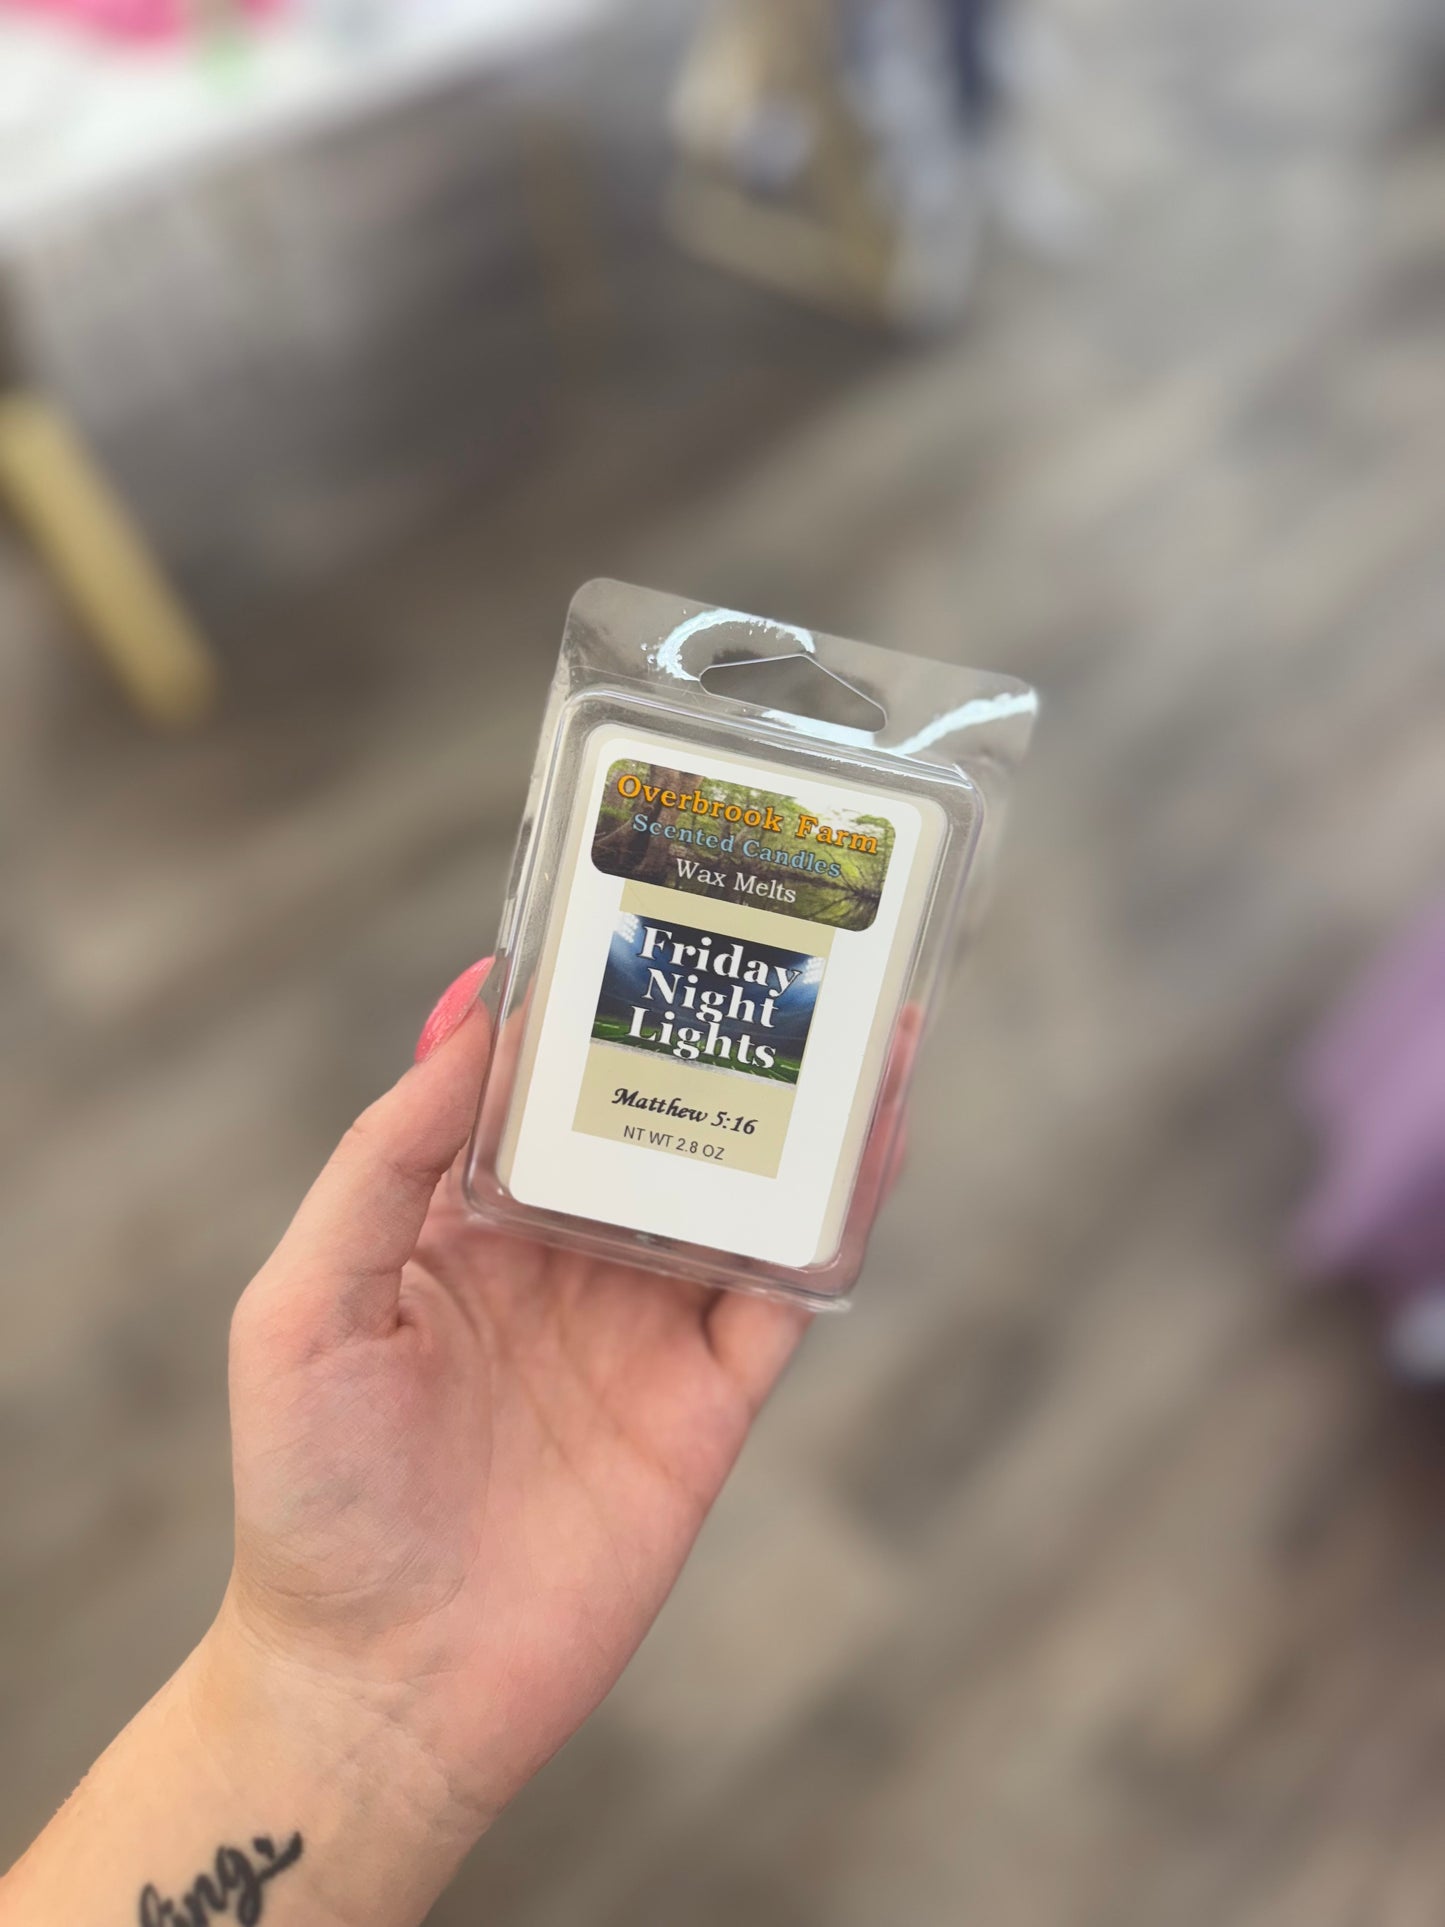 Overbrook Farm
Scented Candles
Wax Melts
Friday
Night
Lights
Matthew 5:16
NT WT 2.8 OZ